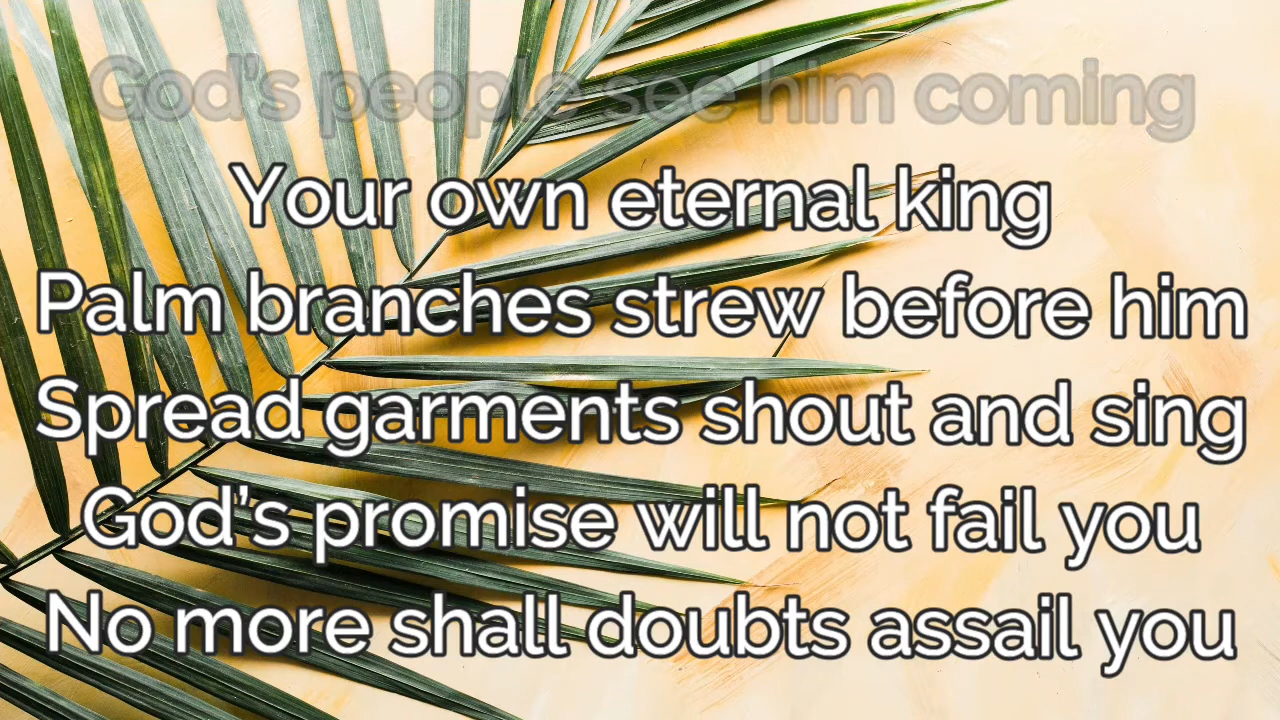 God's people see him coming
Your own eternal king
Palm branches strew before him
Spread garments shout and sing
God's promise will not fail you
No more shall doubts assail you